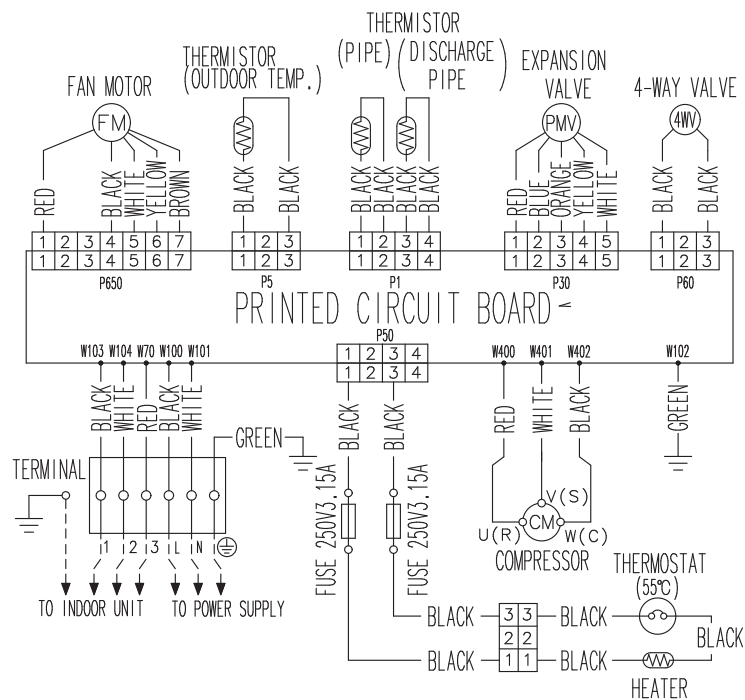 THERMISTOR
(PIPE)
(DISCHARGE
PIPE)
THERMISTOR
(OUTDOOR TEMP.)
EXPANSION
VALVE
4-WAY VALVE
FAN MOTOR
FM
PMV
4WV
RED
BLACK
WHITE
YELLOW
BROWN
BLACK
BLACK
BLACK
BLACK
BLACK
BLACK
RED
BLUE
ORANGE
YELLOW
WHITE
BLACK
BLACK
1 2 3 4 5 6 7
1 2 3 4 5 6 7
1 2 3
1 2 3
1 2 3 4
1 2 3 4
1 2 3 4 5
1 2 3 4 5
1 2 3
1 2 3
P650
P5
P1
P30
P60
PRINTED CIRCUIT BOARD
P50
1 2 3 4
1 2 3 4
W103 W104 W70 W100 W101
W400 W401 W402
W102
BLACK
WHITE
RED
BLACK
WHITE
GREEN
BLACK
BLACK
RED
WHITE
BLACK
GREEN
TERMINAL
1 2 3 L N
TO INDOOR UNIT
TO POWER SUPPLY
FUSE 250V3.15A
FUSE 250V3.15A
V(S)
U(R)
CM
W(C)
COMPRESSOR
THERMOSTAT
(55℃)
BLACK
3 3
BLACK
2 2
BLACK
BLACK
1 1
BLACK
HEATER